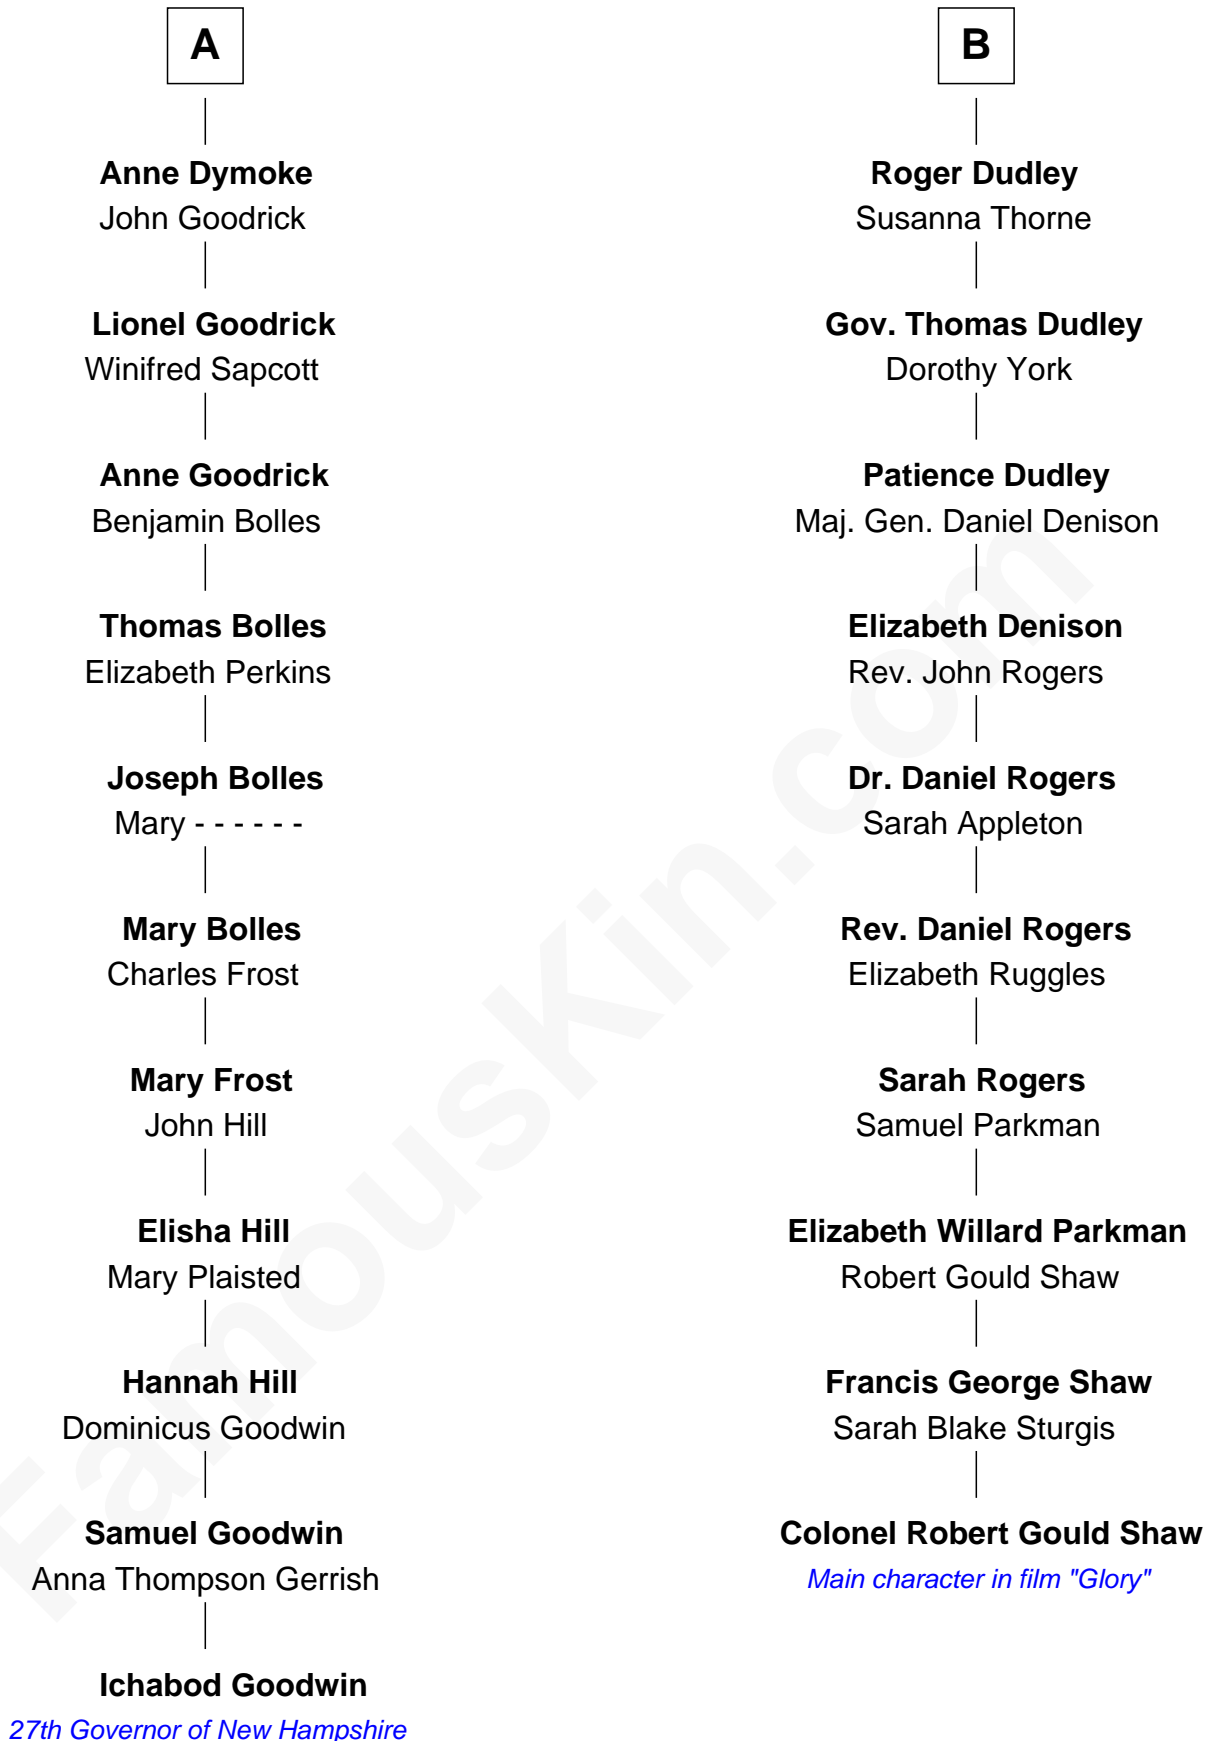 A
Anne Dymoke
John Goodrick
Lionel Goodrick
Winifred Sapcott
Anne Goodrick
Benjamin Bolles
Thomas Bolles
Elizabeth Perkins
Joseph Bolles
Mary - - - - - -
Mary Bolles
Charles Frost
Mary Frost
John Hill
Elisha Hill
Mary Plaisted
Hannah Hill
Dominicus Goodwin
Samuel Goodwin
Anna Thompson Gerrish
Ichabod Goodwin
27th Governor of New Hampshire
B
Roger Dudley
Susanna Thorne
Gov. Thomas Dudley
Dorothy York
Patience Dudley
Maj. Gen. Daniel Denison
Elizabeth Denison
Rev. John Rogers
Dr. Daniel Rogers
Sarah Appleton
Rev. Daniel Rogers
Elizabeth Ruggles
Sarah Rogers
Samuel Parkman
Elizabeth Willard Parkman
Robert Gould Shaw
Francis George Shaw
Sarah Blake Sturgis
Colonel Robert Gould Shaw
Main character in film "Glory"
FamousKin.com